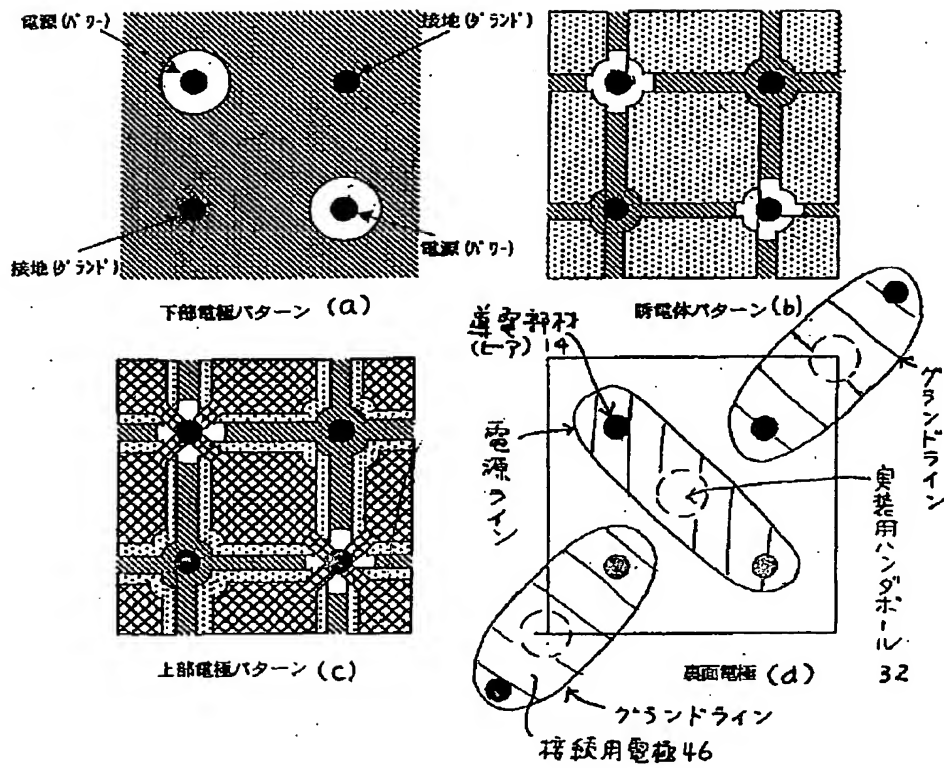 電源(パワー)
接地(グランド)
接地(グランド)
電源(パワー)
下部電極パターン (a)
誘電体パターン (b)
導電部材
(ビア) 14
電源ライン
グランドライン
実装用ハンダボール
32
上部電極パターン (c)
裏面電極 (d)
グランドライン
接続用電極46